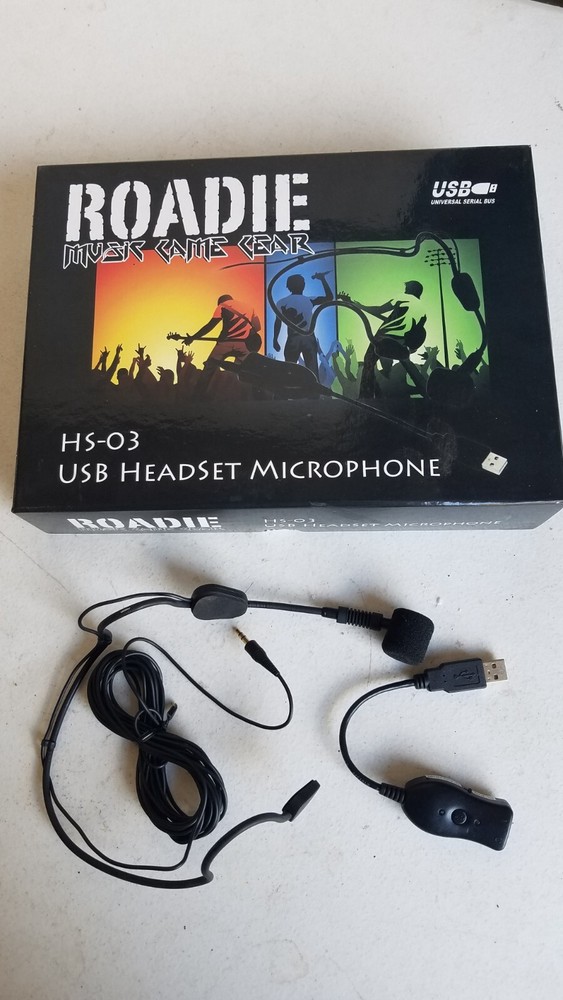 ROADIE
MUSIC GAME GEAR
USB
UNIVERSAL SERIAL BUS
HS-03
USB HEADSET MICROPHONE
ROADIE
HS-03
USB HEADSET MICROPHONE